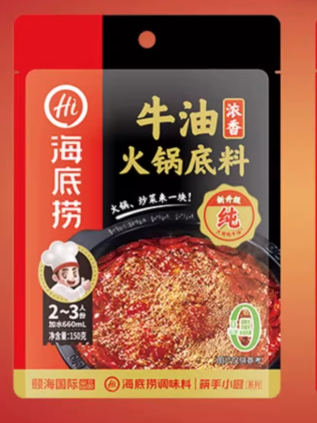 Hi
海底捞
牛油
浓香
火锅底料
火锅、炒菜来一块!
新升级
纯
2~3人份
加水660mL
净含量:150克
颐海国际
海底捞调味料
筷手小厨
系列